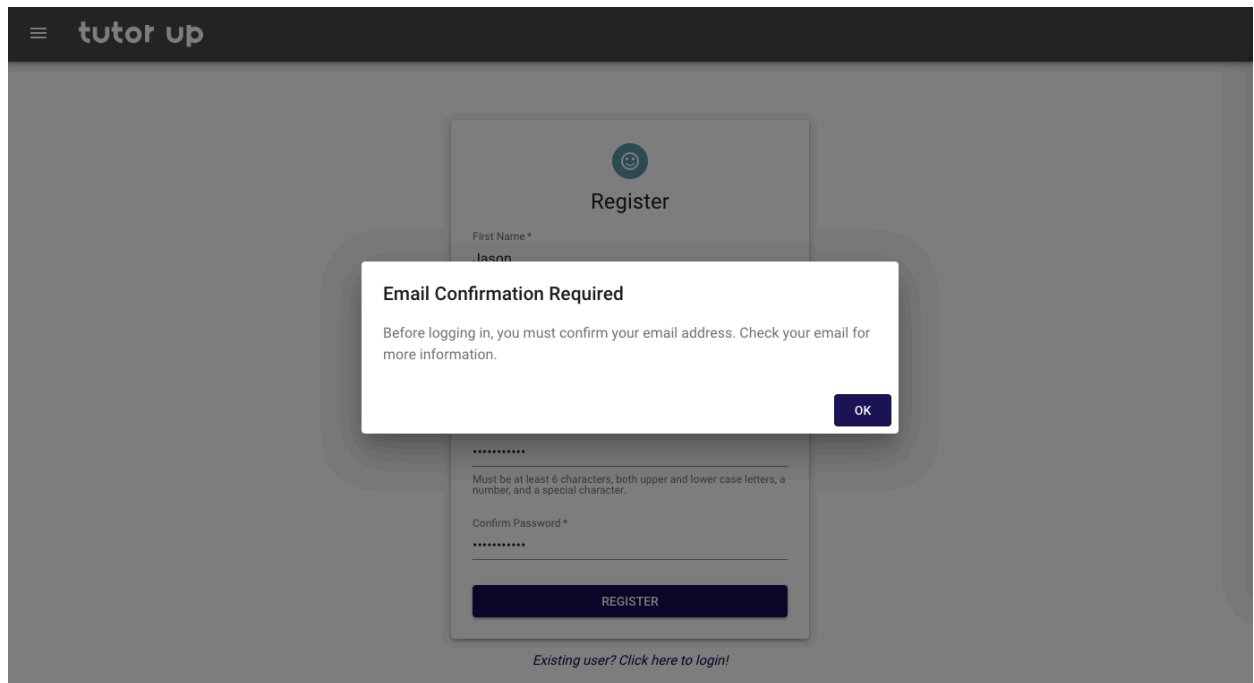 tutor up
Register
First Name *
Jason
Email Confirmation Required
Before logging in, you must confirm your email address. Check your email for
more information.
OK
•••••••••••
Must be at least 6 characters, both upper and lower case letters, a
number, and a special character.
Confirm Password *
•••••••••••
REGISTER
Existing user? Click here to login!